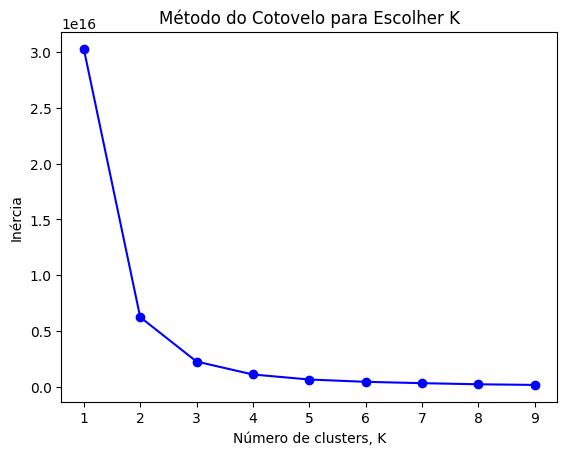 Método do Cotovelo para Escolher K
1e16
3.0
2.5
2.0
1.5
1.0
0.5
0.0
Inércia
1 2 3 4 5 6 7 8 9
Número de clusters, K